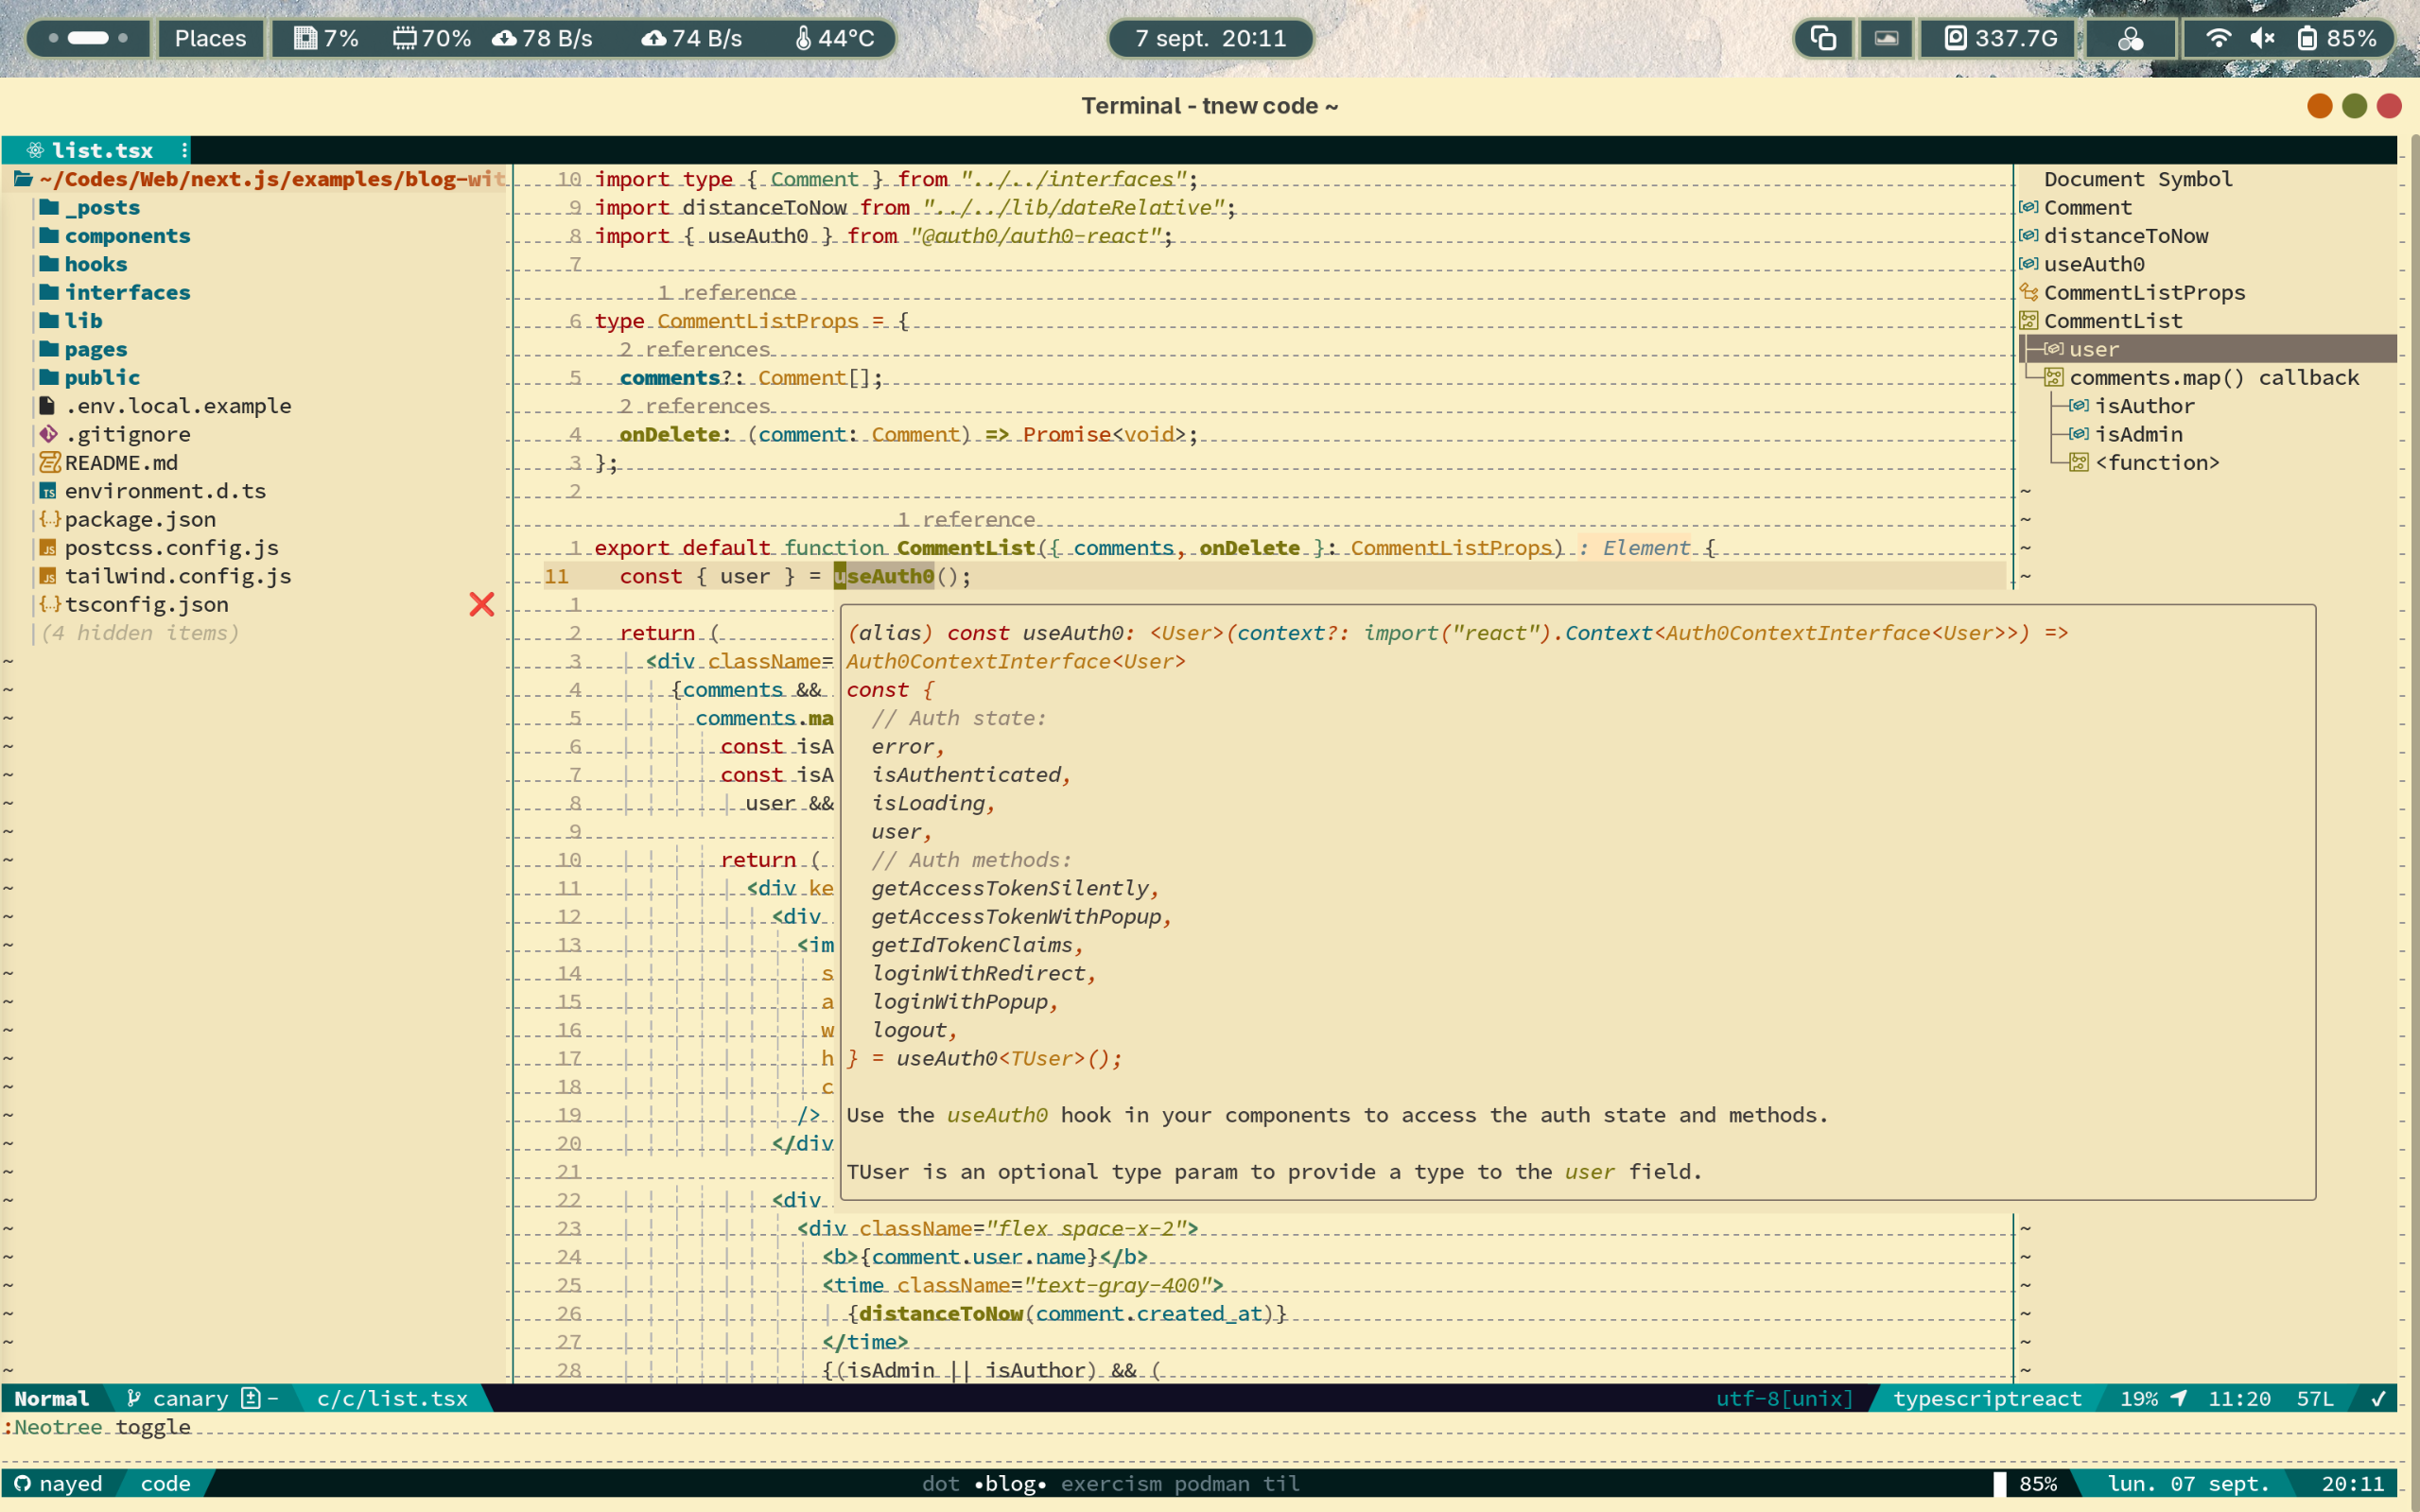 Places 7% 70% 78 B/s 74 B/s 44°C 7 sept. 20:11 337.7G 85%
Terminal - tnew code ~
list.tsx
~/Codes/Web/next.js/examples/blog-wit
_posts
components
hooks
interfaces
lib
pages
public
.env.local.example
.gitignore
README.md
environment.d.ts
package.json
postcss.config.js
tailwind.config.js
tsconfig.json
(4 hidden items)
10 import type { Comment } from "../../interfaces";
9 import distanceToNow from "../../lib/dateRelative";
8 import { useAuth0 } from "@auth0/auth0-react";
7
1 reference
6 type CommentListProps = {
2 references
5 comments?: Comment[];
2 references
4 onDelete: (comment: Comment) => Promise<void>;
3 };
2
1 reference
1 export default function CommentList({ comments, onDelete }: CommentListProps) : Element {
11 const { user } = useAuth0();
1
2 return (
3 <div className=
4 {comments &&
5 comments.ma
6 const isA
7 const isA
8 user &&
9
10 return (
11 <div ke
12 <div
13 <im
14 s
15 a
16 w
17 h
18 c
19 />
20 </div
21
22 <div
23 <div className="flex space-x-2">
24 <b>{comment.user.name}</b>
25 <time className="text-gray-400">
26 {distanceToNow(comment.created_at)}
27 </time>
28 {(isAdmin || isAuthor) && (
(alias) const useAuth0: <User>(context?: import("react").Context<Auth0ContextInterface<User>>) =>
Auth0ContextInterface<User>
const {
// Auth state:
error,
isAuthenticated,
isLoading,
user,
// Auth methods:
getAccessTokenSilently,
getAccessTokenWithPopup,
getIdTokenClaims,
loginWithRedirect,
loginWithPopup,
logout,
} = useAuth0<TUser>();
Use the useAuth0 hook in your components to access the auth state and methods.
TUser is an optional type param to provide a type to the user field.
Document Symbol
Comment
distanceToNow
useAuth0
CommentListProps
CommentList
user
comments.map() callback
isAuthor
isAdmin
<function>
Normal canary - c/c/list.tsx utf-8[unix] typescriptreact 19% 11:20 57L ✓
:Neotree toggle
nayed code dot •blog• exercism podman til 85% lun. 07 sept. 20:11